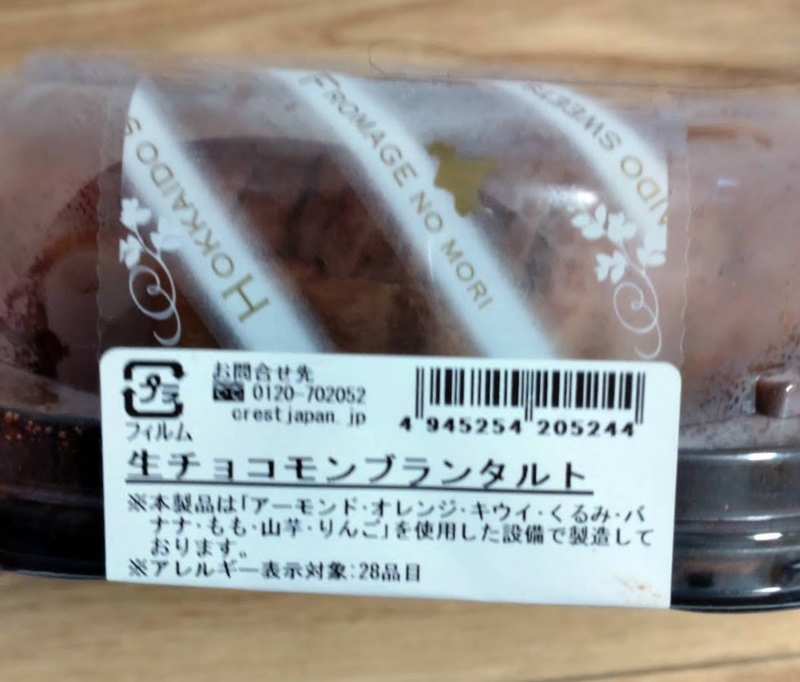 HOKKAIDO S
FROMAGE NO MORI
AIDO SWEETS
お問合せ先
0120-702052
crestjapan.jp
プラ
フィルム
4 945254 205244
生チョコモンブランタルト
※本製品は「アーモンド・オレンジ・キウイ・くるみ・バ
ナナ・もも・山芋・りんご」を使用した設備で製造して
おります。
※アレルギー表示対象:28品目